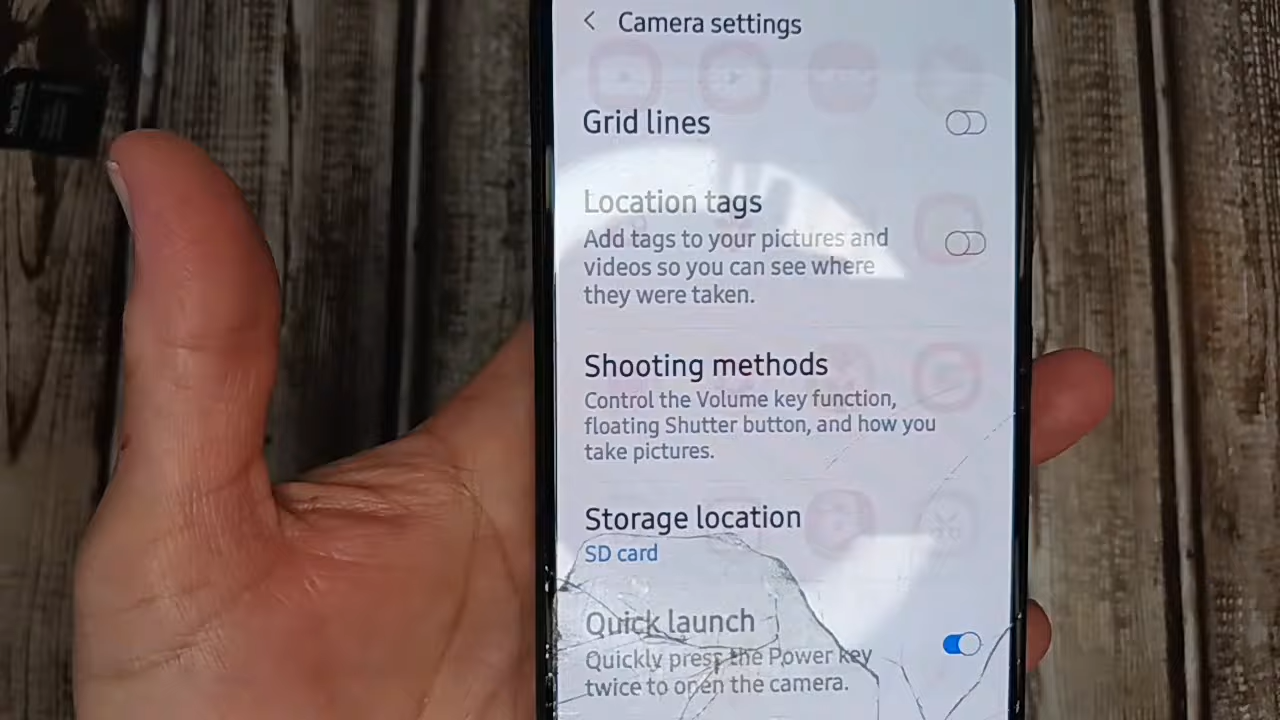 Camera settings
Grid lines
Location tags
Add tags to your pictures and
videos so you can see where
they were taken.
Shooting methods
Control the Volume key function,
floating Shutter button, and how you
take pictures.
Storage location
SD card
Quick launch
Quickly press the Power key
twice to open the camera.